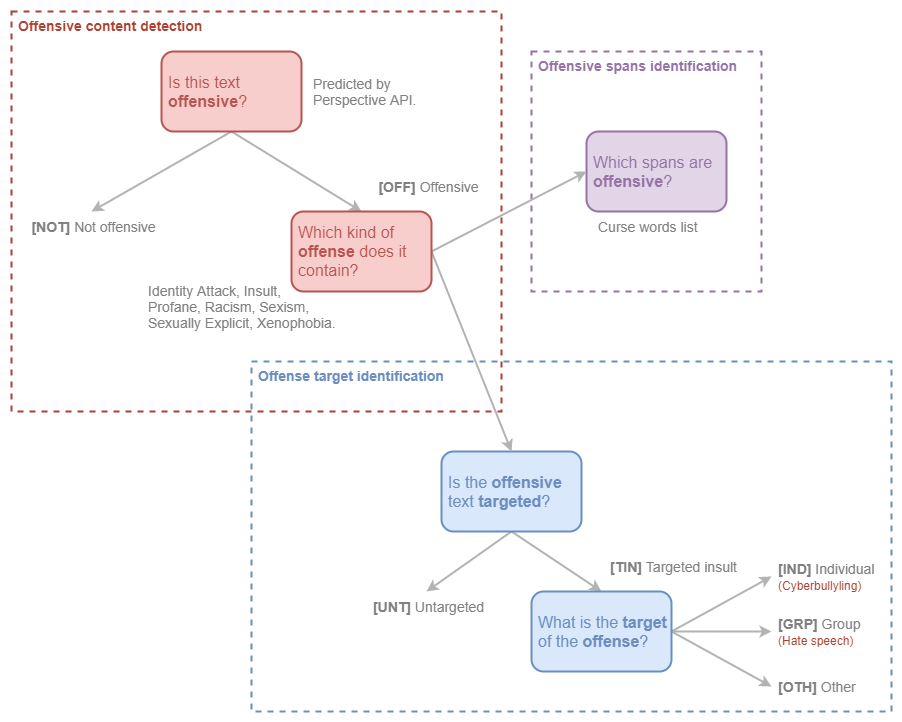 Offensive content detection
Is this text
offensive?
Predicted by
Perspective API.
[NOT] Not offensive
[OFF] Offensive
Which kind of
offense does it
contain?
Identity Attack, Insult,
Profane, Racism, Sexism,
Sexually Explicit, Xenophobia.
Offensive spans identification
Which spans are
offensive?
Curse words list
Offense target identification
Is the offensive
text targeted?
[UNT] Untargeted
[TIN] Targeted insult
What is the target
of the offense?
[IND] Individual
(Cyberbullyling)
[GRP] Group
(Hate speech)
[OTH] Other